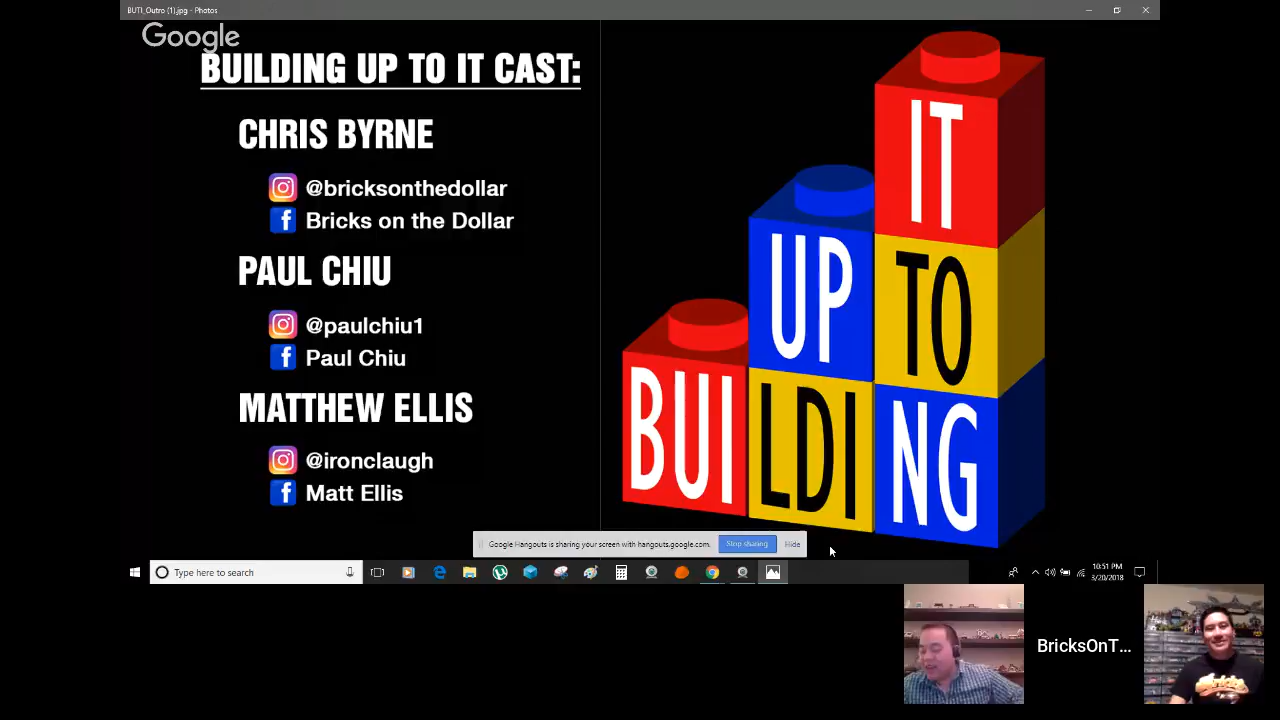 BUTI_Outro (1).jpg - Photos
Google
BUILDING UP TO IT CAST:
CHRIS BYRNE
@bricksonthedollar
Bricks on the Dollar
PAUL CHIU
@paulchiu1
Paul Chiu
MATTHEW ELLIS
@ironclaugh
Matt Ellis
IT
UP
TO
BUI
LDI
NG
Google Hangouts is sharing your screen with hangouts.google.com.
Stop sharing
Hide
Type here to search
10:51 PM
3/20/2018
BricksOnT...